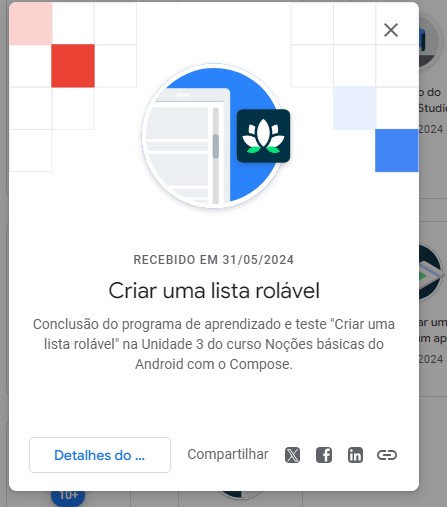 RECEBIDO EM 31/05/2024
Criar uma lista rolável
Conclusão do programa de aprendizado e teste "Criar uma
lista rolável" na Unidade 3 do curso Noções básicas do
Android com o Compose.
Detalhes do ...
Compartilhar
o do
Studi
2024
ar um
um ap
2024
10+